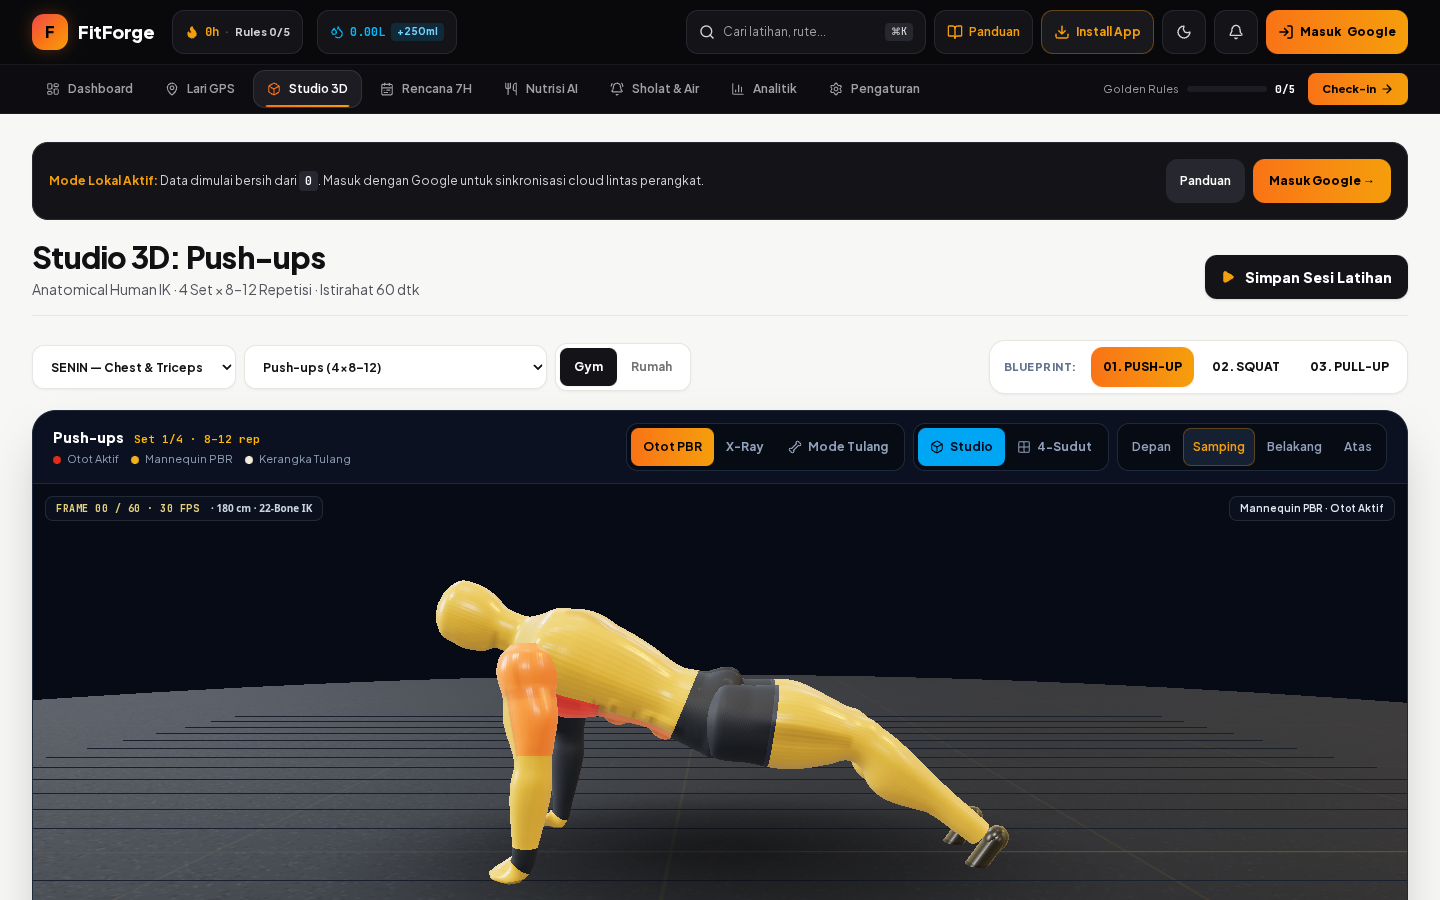 F FitForge 0h · Rules 0/5 0.00L +250ml Cari latihan, rute... ⌘K Panduan Install App Masuk Google
Dashboard Lari GPS Studio 3D Rencana 7H Nutrisi AI Sholat & Air Analitik Pengaturan Golden Rules 0/5 Check-in →
Mode Lokal Aktif: Data dimulai bersih dari 0. Masuk dengan Google untuk sinkronisasi cloud lintas perangkat. Panduan Masuk Google →
Studio 3D: Push-ups
Anatomical Human IK · 4 Set × 8-12 Repetisi · Istirahat 60 dtk
Simpan Sesi Latihan
SENIN — Chest & Triceps Push-ups (4×8-12) Gym Rumah BLUEPRINT: 01. PUSH-UP 02. SQUAT 03. PULL-UP
Push-ups Set 1/4 · 8-12 rep
Otot Aktif Mannequin PBR Kerangka Tulang
Otot PBR X-Ray Mode Tulang Studio 4-Sudut Depan Samping Belakang Atas
FRAME 00 / 60 · 30 FPS · 180 cm · 22-Bone IK Mannequin PBR · Otot Aktif